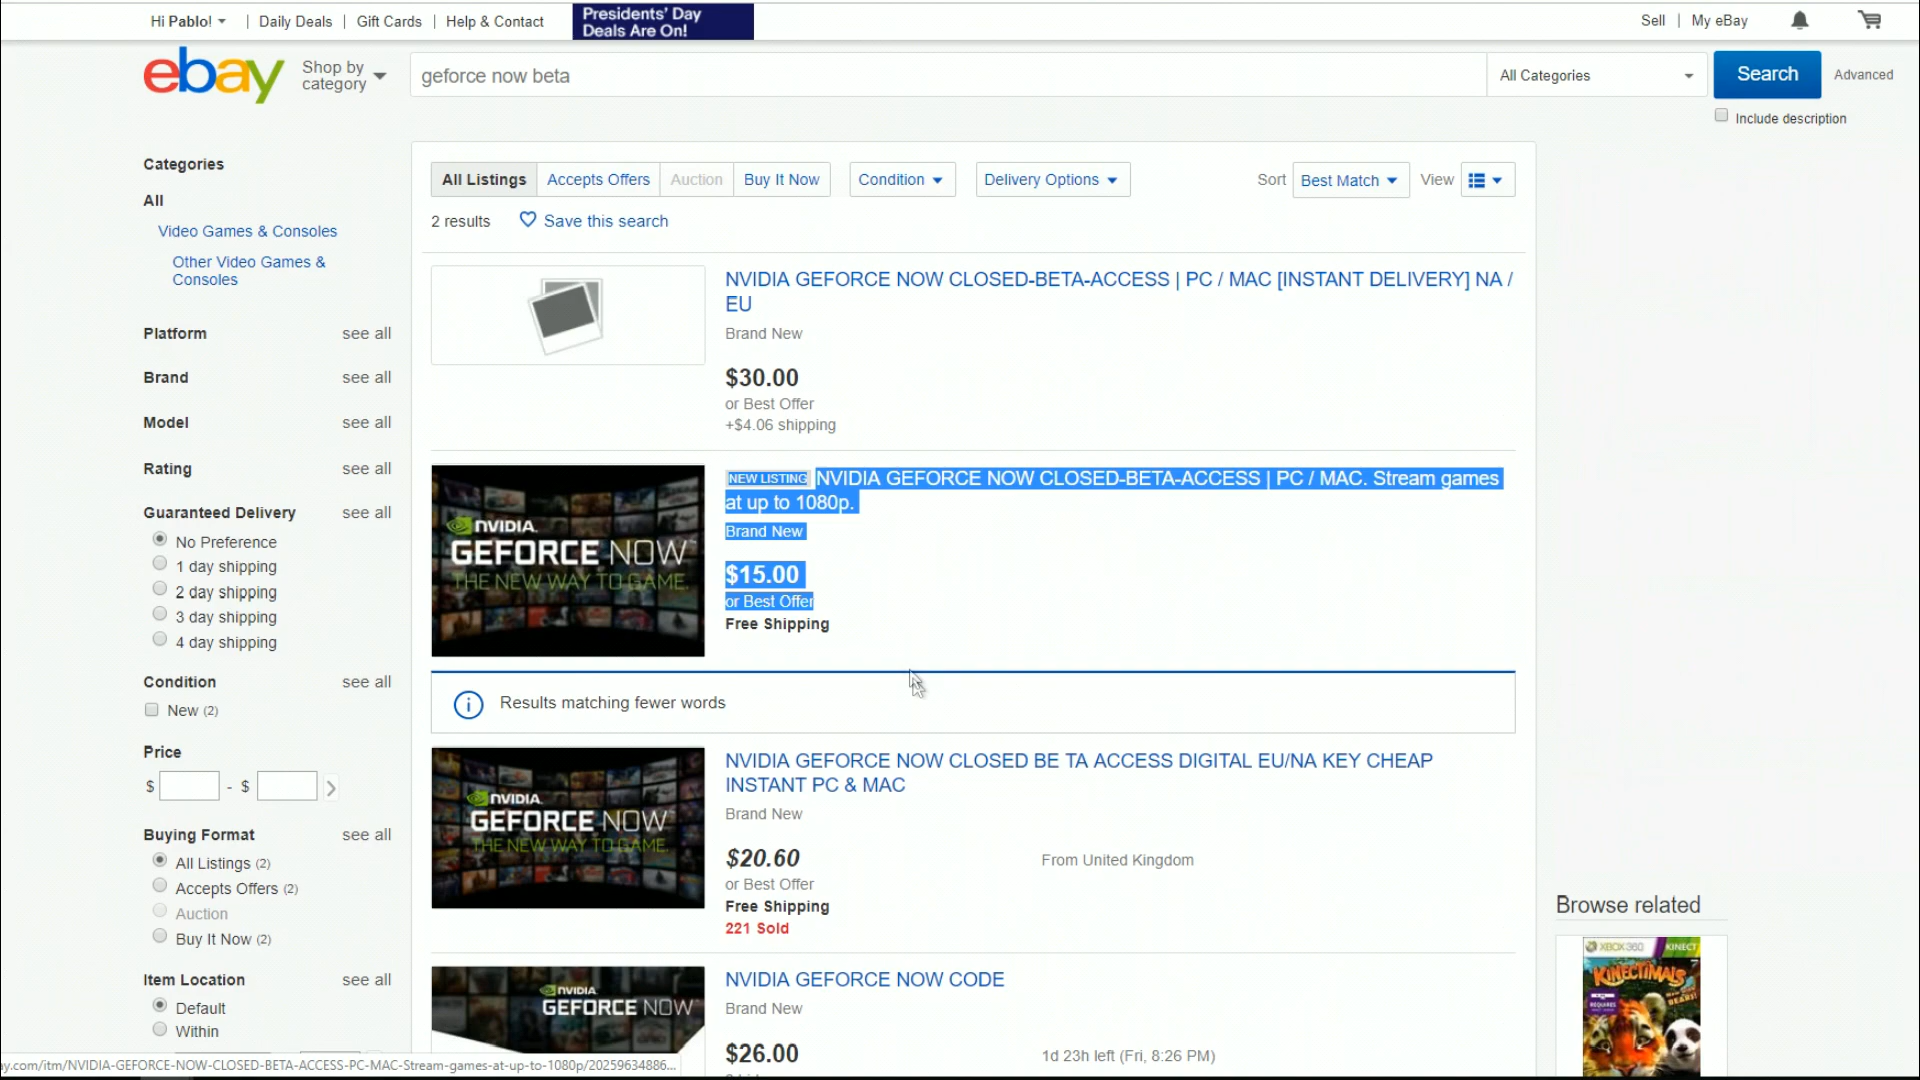 Hi Pablo!
Daily Deals
Gift Cards
Help & Contact
Presidents' Day
Deals Are On!
Sell
My eBay
ebay
Shop by
category
geforce now beta
All Categories
Search
Advanced
Include description
Categories
All
Video Games & Consoles
Other Video Games &
Consoles
Platform see all
Brand see all
Model see all
Rating see all
Guaranteed Delivery see all
No Preference
1 day shipping
2 day shipping
3 day shipping
4 day shipping
Condition see all
New (2)
Price
$ - $
Buying Format see all
All Listings (2)
Accepts Offers (2)
Auction
Buy It Now (2)
Item Location see all
Default
Within
All Listings Accepts Offers Auction Buy It Now Condition Delivery Options Sort Best Match View
2 results Save this search
NVIDIA GEFORCE NOW CLOSED-BETA-ACCESS | PC / MAC [INSTANT DELIVERY] NA /
EU
Brand New
$30.00
or Best Offer
+$4.06 shipping
NVIDIA.
GEFORCE NOW
THE NEW WAY TO GAME.
NEW LISTING NVIDIA GEFORCE NOW CLOSED-BETA-ACCESS | PC / MAC. Stream games
at up to 1080p.
Brand New
$15.00
or Best Offer
Free Shipping
i Results matching fewer words
NVIDIA.
GEFORCE NOW
THE NEW WAY TO GAME.
NVIDIA GEFORCE NOW CLOSED BE TA ACCESS DIGITAL EU/NA KEY CHEAP
INSTANT PC & MAC
Brand New
$20.60 From United Kingdom
or Best Offer
Free Shipping
221 Sold
NVIDIA.
GEFORCE NOW
NVIDIA GEFORCE NOW CODE
Brand New
$26.00 1d 23h left (Fri, 8:26 PM)
Browse related
XBOX 360 KINECT
KINECTIMALS
BEARS!
ay.com/itm/NVIDIA-GEFORCE-NOW-CLOSED-BETA-ACCESS-PC-MAC-Stream-games-at-up-to-1080p/20259634886...